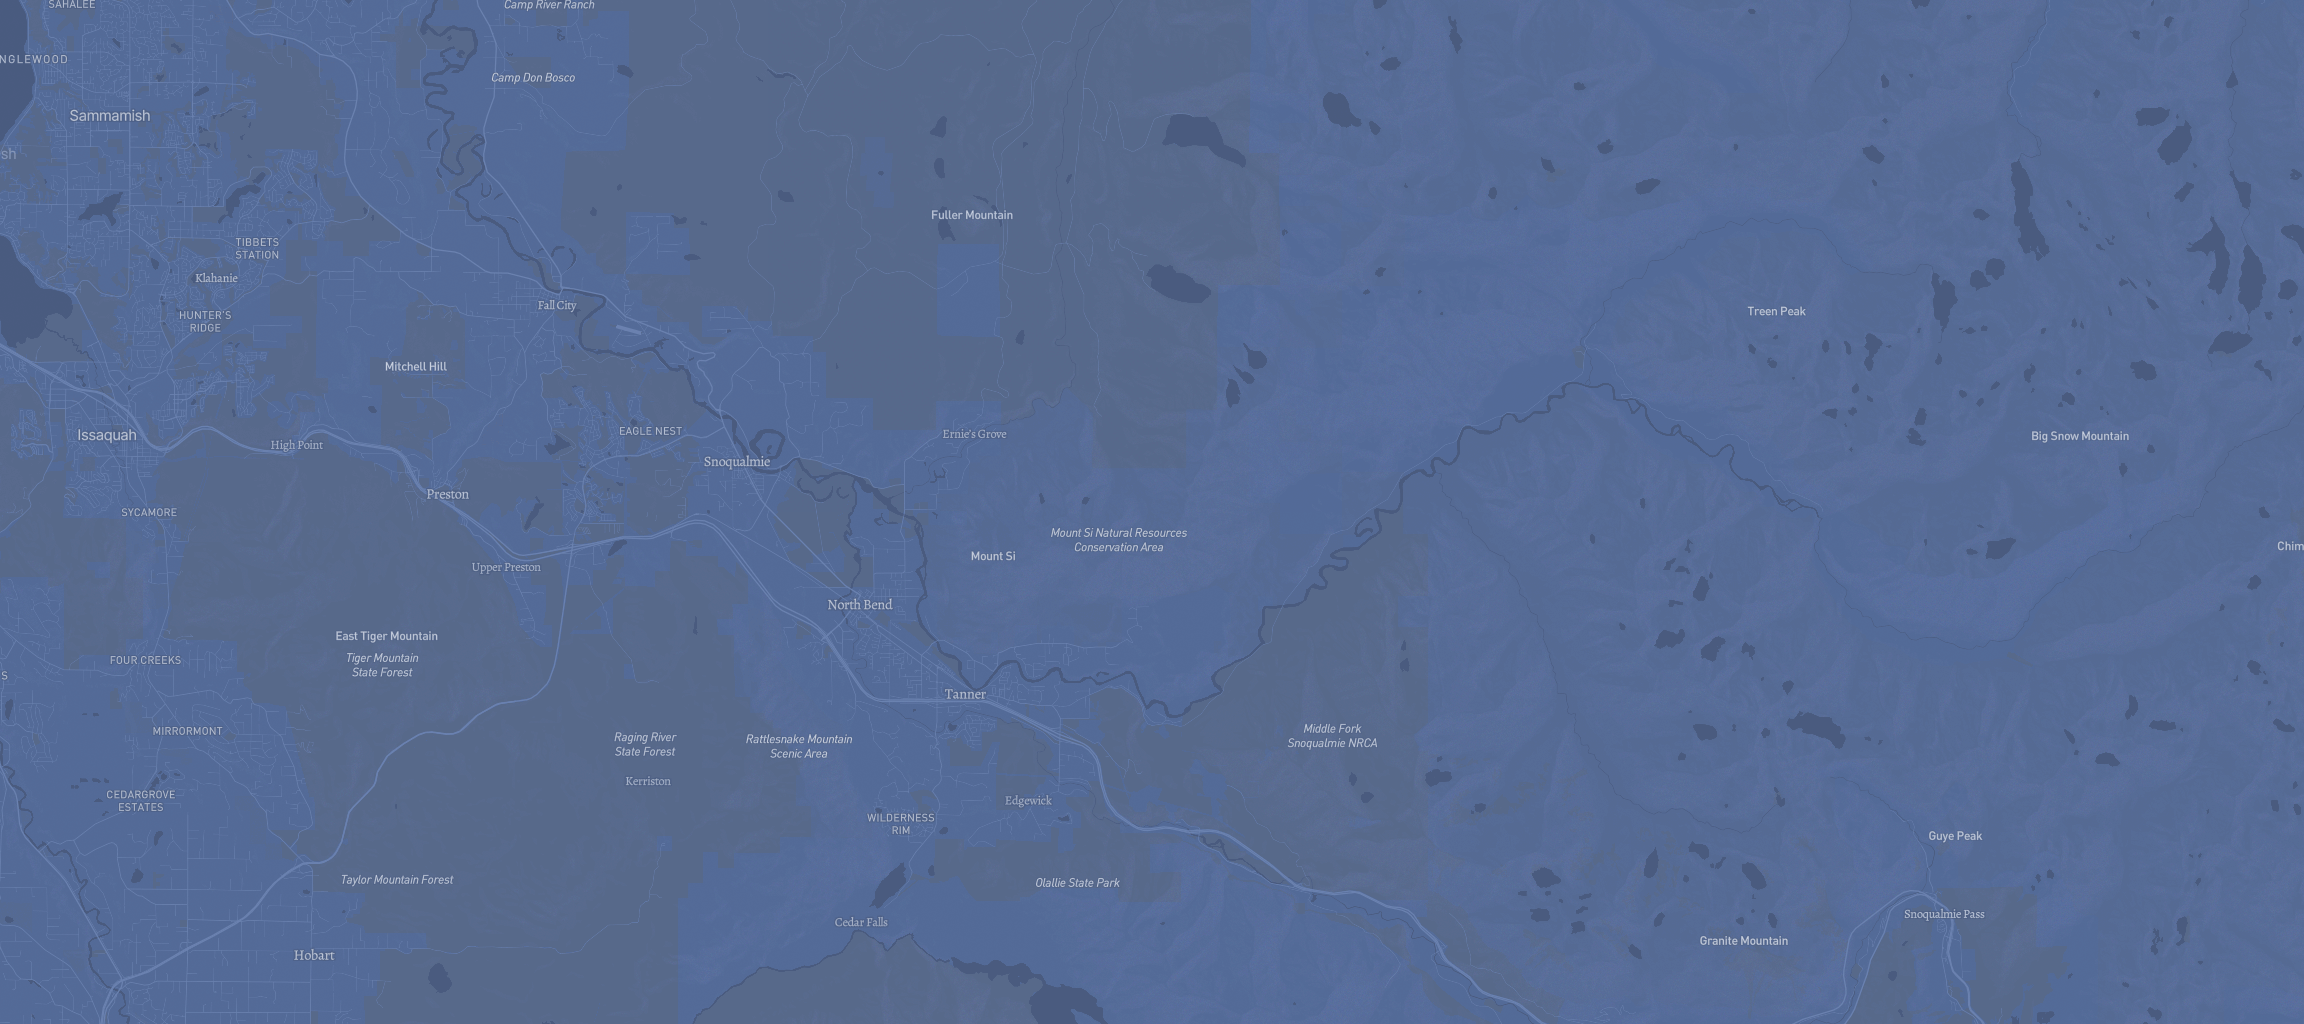 SAHALEE
Camp River Ranch
NGLEWOOD
Camp Don Bosco
Sammamish
sh
Fuller Mountain
TIBBETS
STATION
Klahanie
Fall City
HUNTER'S
RIDGE
Treen Peak
Mitchell Hill
Issaquah
High Point
EAGLE NEST
Ernie's Grove
Big Snow Mountain
Snoqualmie
Preston
SYCAMORE
Mount Si Natural Resources
Conservation Area
Mount Si
Chim
Upper Preston
North Bend
East Tiger Mountain
Tiger Mountain
State Forest
FOUR CREEKS
S
Tanner
MIRRORMONT
Raging River
State Forest
Rattlesnake Mountain
Scenic Area
Middle Fork
Snoqualmie NRCA
Kerriston
CEDARGROVE
ESTATES
Edgewick
WILDERNESS
RIM
Guye Peak
Taylor Mountain Forest
Olallie State Park
Cedar Falls
Snoqualmie Pass
Granite Mountain
Hobart